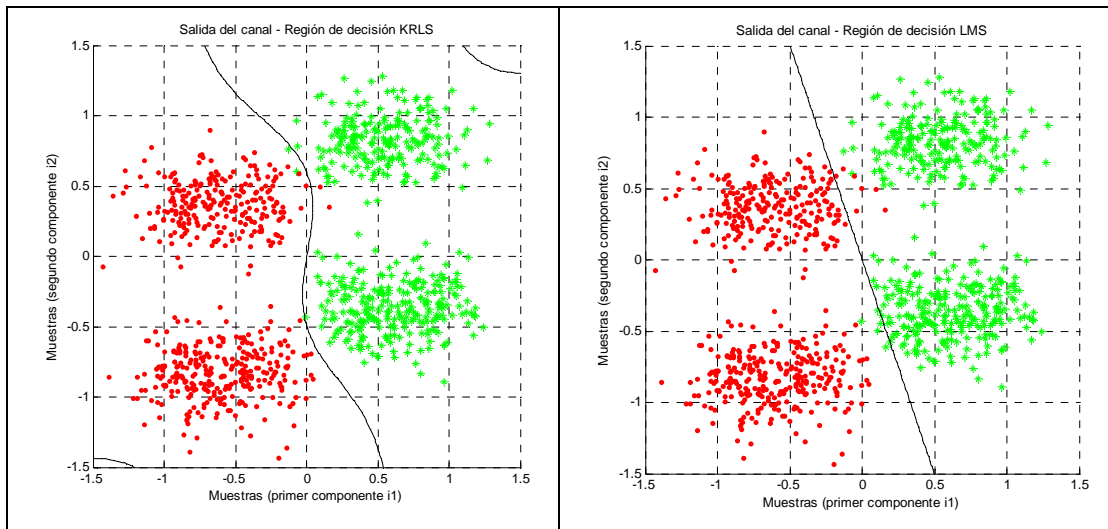 Salida del canal - Región de decisión KRLS
1.5
1
0.5
0
-0.5
-1
-1.5
-1.5 -1 -0.5 0 0.5 1 1.5
Muestras (segundo componente i2)
Muestras (primer componente i1)
Salida del canal - Región de decisión LMS
1.5
1
0.5
0
-0.5
-1
-1.5
-1.5 -1 -0.5 0 0.5 1 1.5
Muestras (segundo componente i2)
Muestras (primer componente i1)